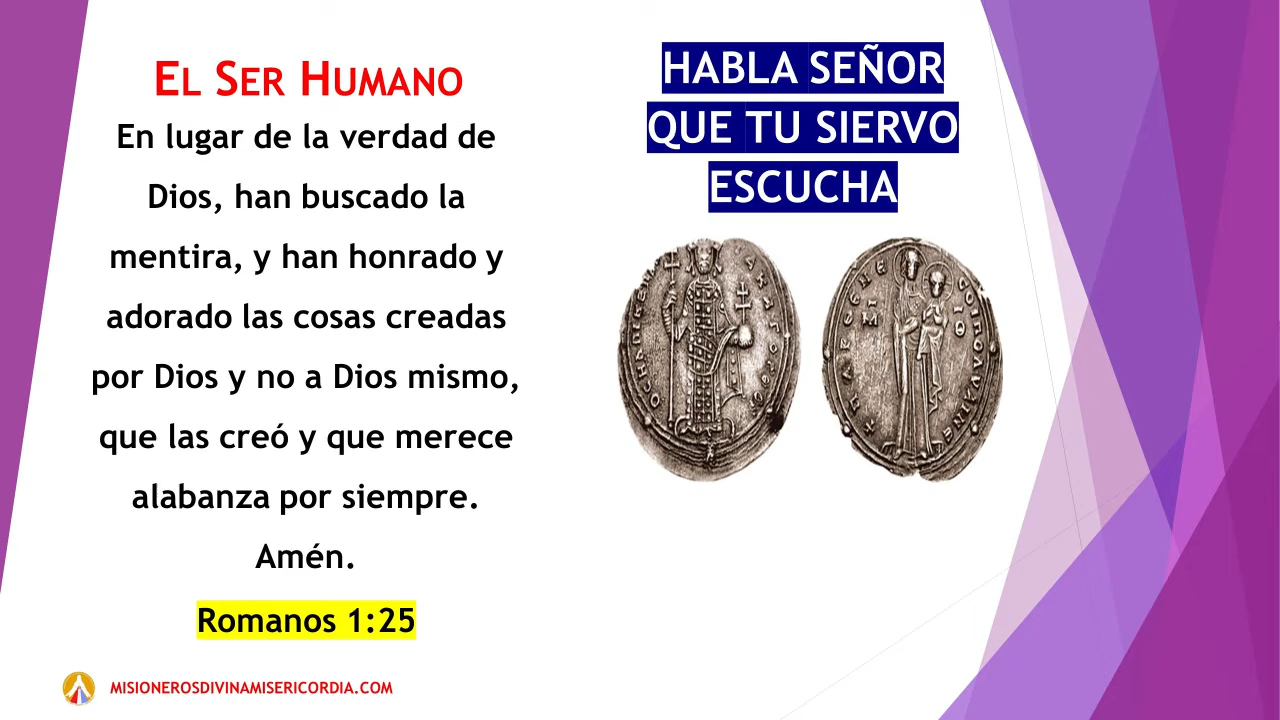 EL SER HUMANO
En lugar de la verdad de
Dios, han buscado la
mentira, y han honrado y
adorado las cosas creadas
por Dios y no a Dios mismo,
que las creó y que merece
alabanza por siempre.
Amén.
Romanos 1:25
MISIONEROSDIVINAMISERICORDIA.COM
HABLA SEÑOR
QUE TU SIERVO
ESCUCHA